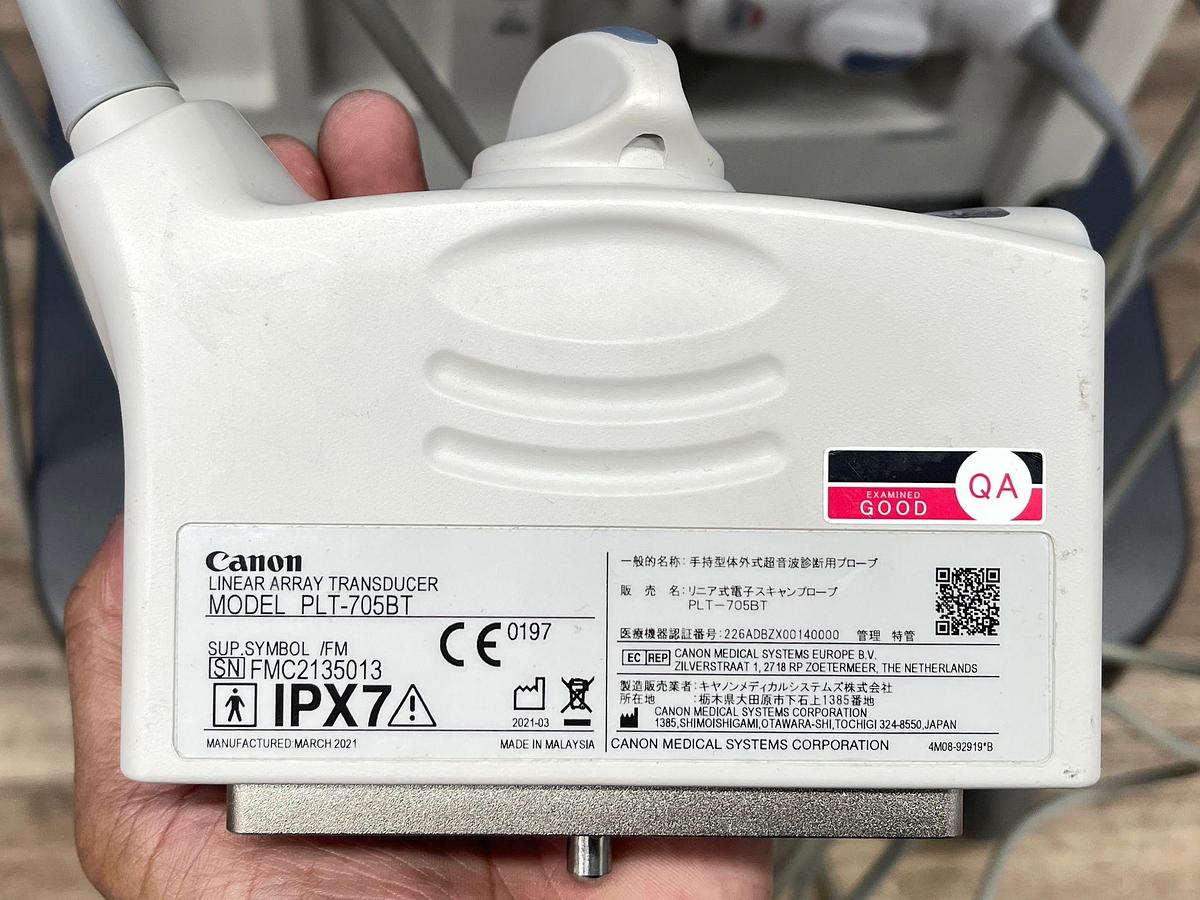 EXAMINED
GOOD
QA
Canon
LINEAR ARRAY TRANSDUCER
MODEL PLT-705BT
SUP.SYMBOL /FM
SN FMC2135013
IPX7
CE 0197
2021-03
MANUFACTURED:MARCH 2021
MADE IN MALAYSIA
一般的名称: 手持型体外式超音波診断用プローブ
販 売 名: リニア式電子スキャンプローブ
PLT-705BT
医療機器認証番号: 226ADBZX00140000 管理 特管
EC REP CANON MEDICAL SYSTEMS EUROPE B.V.
ZILVERSTRAAT 1, 2718 RP ZOETERMEER, THE NETHERLANDS
製造販売業者: キヤノンメディカルシステムズ株式会社
所在地 :栃木県大田原市下石上1385番地
CANON MEDICAL SYSTEMS CORPORATION
1385,SHIMOISHIGAMI,OTAWARA-SHI,TOCHIGI 324-8550,JAPAN
CANON MEDICAL SYSTEMS CORPORATION
4M08-92919*B